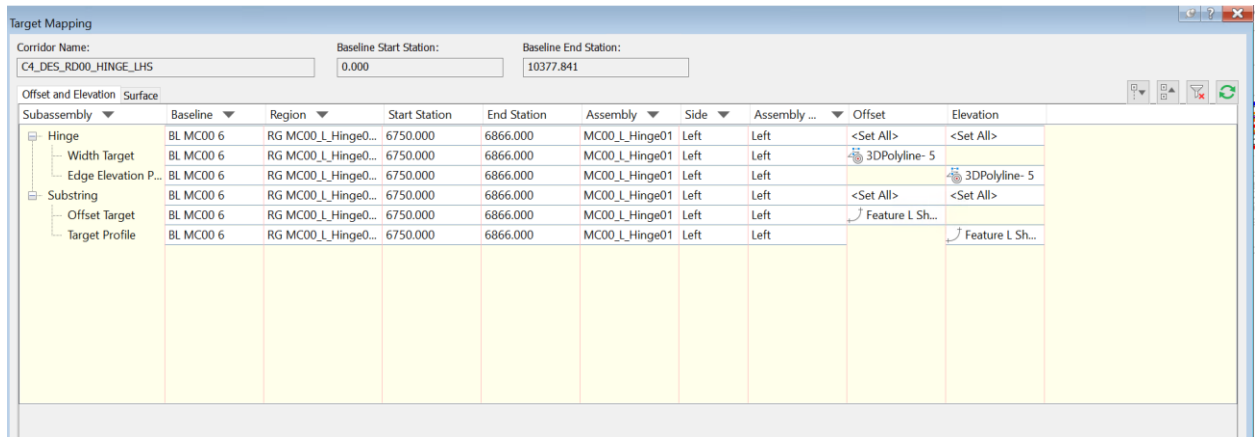 Target Mapping
Corridor Name: Baseline Start Station: Baseline End Station:
C4_DES_RD00_HINGE_LHS 0.000 10377.841
Offset and Elevation Surface
Subassembly Baseline Region Start Station End Station Assembly Side Assembly ... Offset Elevation
Hinge BL MC00 6 RG MC00_L_Hinge0... 6750.000 6866.000 MC00_L_Hinge01 Left Left <Set All> <Set All>
Width Target BL MC00 6 RG MC00_L_Hinge0... 6750.000 6866.000 MC00_L_Hinge01 Left Left 3DPolyline- 5
Edge Elevation P... BL MC00 6 RG MC00_L_Hinge0... 6750.000 6866.000 MC00_L_Hinge01 Left Left 3DPolyline- 5
Substring BL MC00 6 RG MC00_L_Hinge0... 6750.000 6866.000 MC00_L_Hinge01 Left Left <Set All> <Set All>
Offset Target BL MC00 6 RG MC00_L_Hinge0... 6750.000 6866.000 MC00_L_Hinge01 Left Left Feature L Sh...
Target Profile BL MC00 6 RG MC00_L_Hinge0... 6750.000 6866.000 MC00_L_Hinge01 Left Left Feature L Sh...